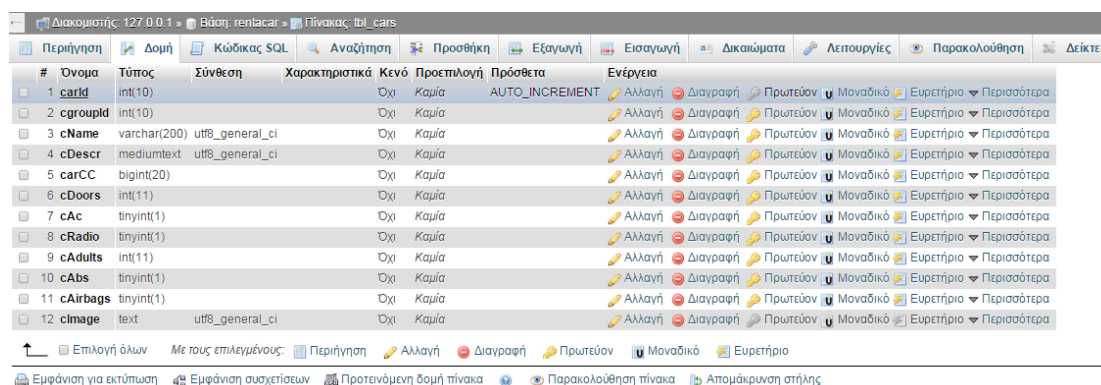 Διακομιστής: 127.0.0.1 » Βάση: rentacar » Πίνακας: tbl_cars
Περιήγηση Δομή Κώδικας SQL Αναζήτηση Προσθήκη Εξαγωγή Εισαγωγή Δικαιώματα Λειτουργίες Παρακολούθηση Δείκτε
# Όνομα Τύπος Σύνθεση Χαρακτηριστικά Κενό Προεπιλογή Πρόσθετα Ενέργεια
1 carId int(10) Όχι Καμία AUTO_INCREMENT Αλλαγή Διαγραφή Πρωτεύον Μοναδικό Ευρετήριο Περισσότερα
2 cgroupId int(10) Όχι Καμία Αλλαγή Διαγραφή Πρωτεύον Μοναδικό Ευρετήριο Περισσότερα
3 cName varchar(200) utf8_general_ci Όχι Καμία Αλλαγή Διαγραφή Πρωτεύον Μοναδικό Ευρετήριο Περισσότερα
4 cDescr mediumtext utf8_general_ci Όχι Καμία Αλλαγή Διαγραφή Πρωτεύον Μοναδικό Ευρετήριο Περισσότερα
5 carCC bigint(20) Όχι Καμία Αλλαγή Διαγραφή Πρωτεύον Μοναδικό Ευρετήριο Περισσότερα
6 cDoors int(11) Όχι Καμία Αλλαγή Διαγραφή Πρωτεύον Μοναδικό Ευρετήριο Περισσότερα
7 cAc tinyint(1) Όχι Καμία Αλλαγή Διαγραφή Πρωτεύον Μοναδικό Ευρετήριο Περισσότερα
8 cRadio tinyint(1) Όχι Καμία Αλλαγή Διαγραφή Πρωτεύον Μοναδικό Ευρετήριο Περισσότερα
9 cAdults int(11) Όχι Καμία Αλλαγή Διαγραφή Πρωτεύον Μοναδικό Ευρετήριο Περισσότερα
10 cAbs tinyint(1) Όχι Καμία Αλλαγή Διαγραφή Πρωτεύον Μοναδικό Ευρετήριο Περισσότερα
11 cAirbags tinyint(1) Όχι Καμία Αλλαγή Διαγραφή Πρωτεύον Μοναδικό Ευρετήριο Περισσότερα
12 cImage text utf8_general_ci Όχι Καμία Αλλαγή Διαγραφή Πρωτεύον Μοναδικό Ευρετήριο Περισσότερα
Επιλογή όλων Με τους επιλεγμένους: Περιήγηση Αλλαγή Διαγραφή Πρωτεύον Μοναδικό Ευρετήριο
Εμφάνιση για εκτύπωση Εμφάνιση συσχετίσεων Προτεινόμενη δομή πίνακα Παρακολούθηση πίνακα Απομάκρυνση στήλης